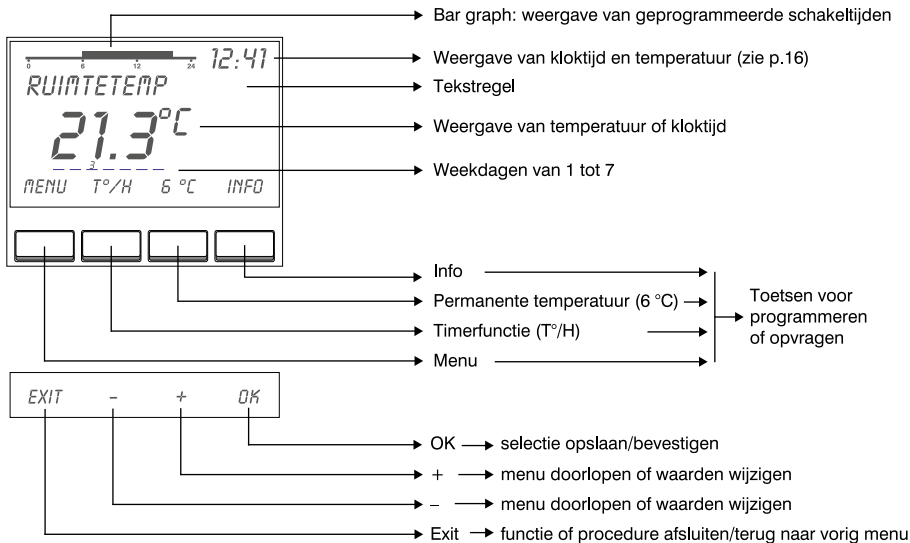 Bar graph: weergave van geprogrammeerde schakeltijden
0 6 12 24 12:41
Weergave van kloktijd en temperatuur (zie p.16)
RUIMTETEMP
Tekstregel
21.3°C
Weergave van temperatuur of kloktijd
3
Weekdagen van 1 tot 7
MENU T°/H 6 °C INFO
Info
Permanente temperatuur (6 °C)
Timerfunctie (T°/H)
Menu
Toetsen voor
programmeren
of opvragen
EXIT – + OK
OK → selectie opslaan/bevestigen
+ → menu doorlopen of waarden wijzigen
– → menu doorlopen of waarden wijzigen
Exit → functie of procedure afsluiten/terug naar vorig menu